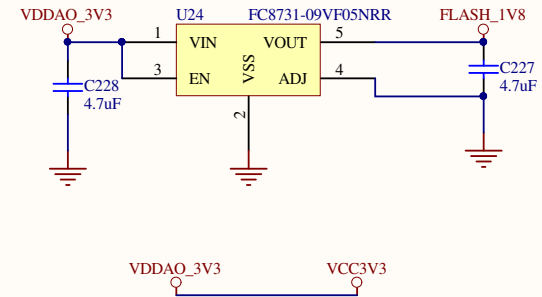 VDDAO_3V3
U24
FC8731-09VF05NRR
FLASH_1V8
1
VIN
VOUT
5
3
EN
VSS
ADJ
4
C228
4.7uF
C227
4.7uF
2
VDDAO_3V3
VCC3V3